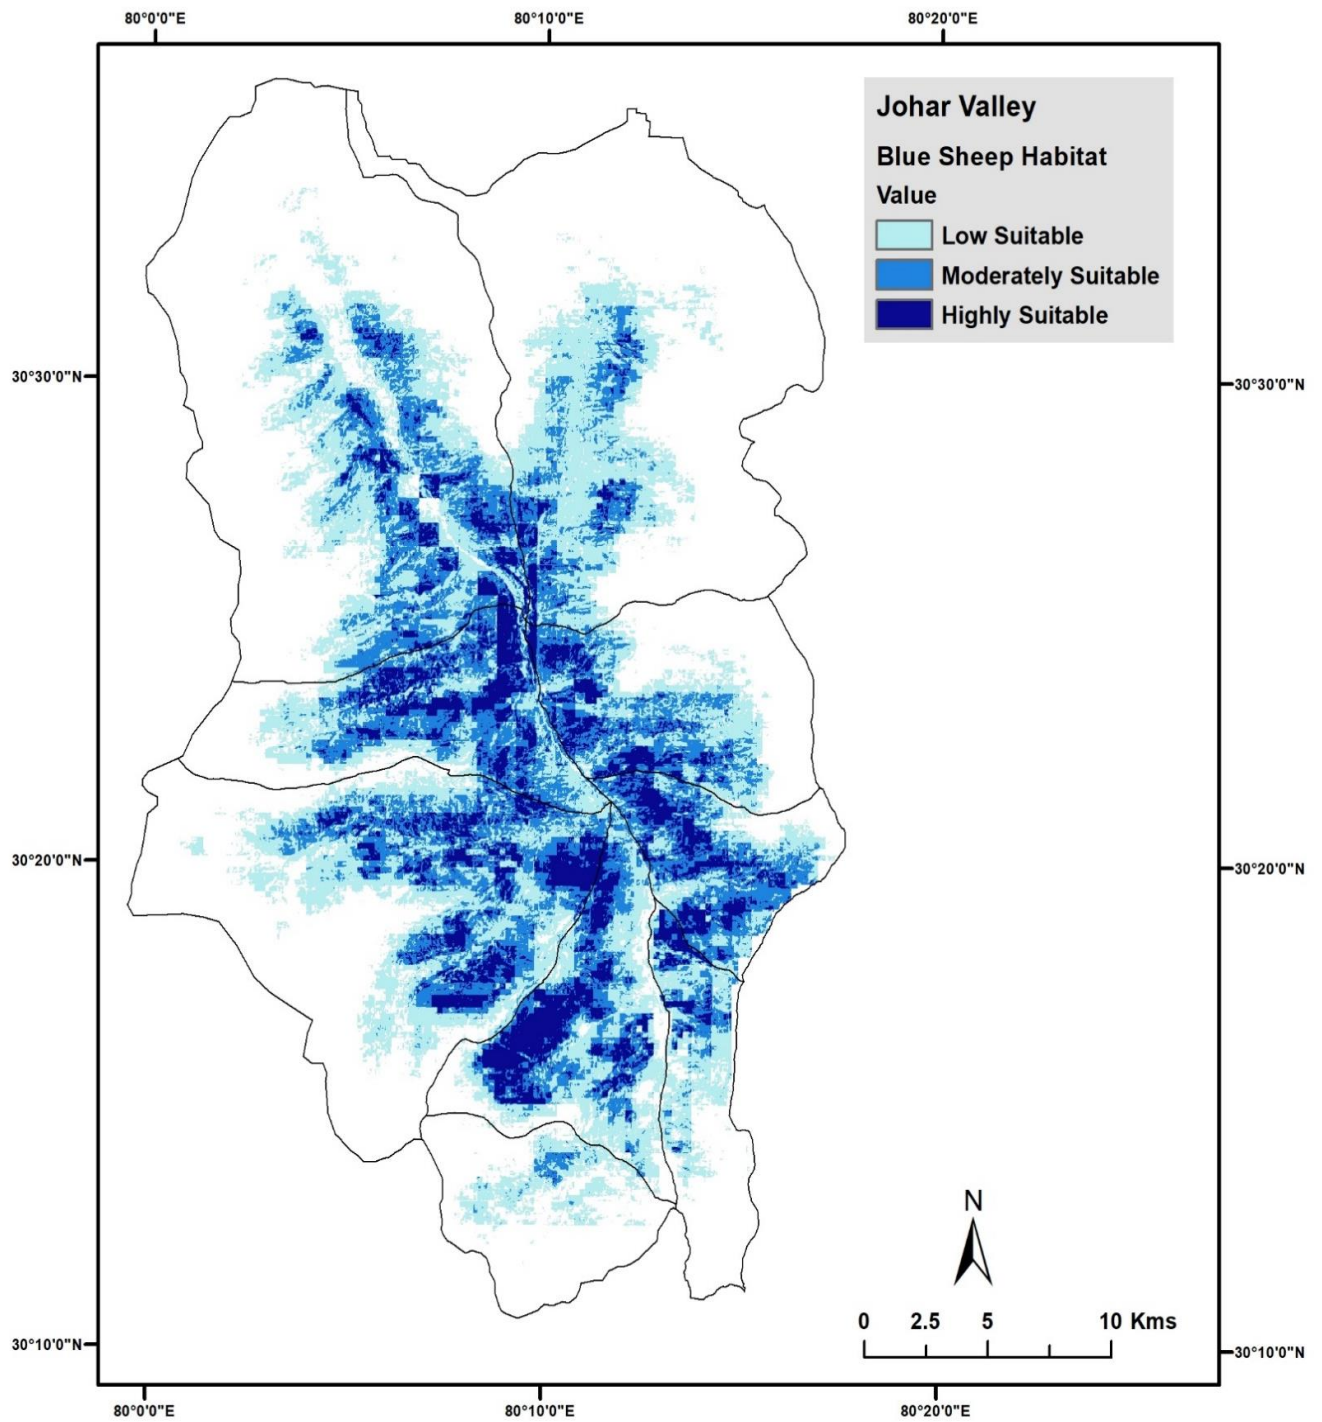 80°0'0"E 80°10'0"E 80°20'0"E
Johar Valley
Blue Sheep Habitat
Value
Low Suitable
Moderately Suitable
Highly Suitable
30°30'0"N 30°30'0"N
30°20'0"N 30°20'0"N
N
0 2.5 5 10 Kms
30°10'0"N 30°10'0"N
80°0'0"E 80°10'0"E 80°20'0"E